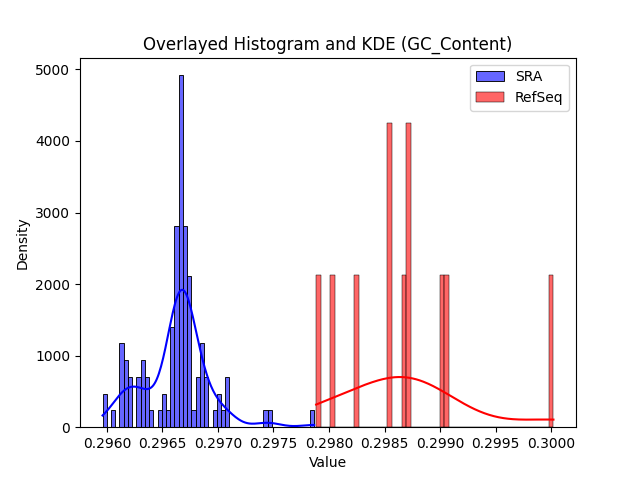 Overlayed Histogram and KDE (GC_Content)
SRA
RefSeq
Density
5000
4000
3000
2000
1000
0
0.2960 0.2965 0.2970 0.2975 0.2980 0.2985 0.2990 0.2995 0.3000
Value